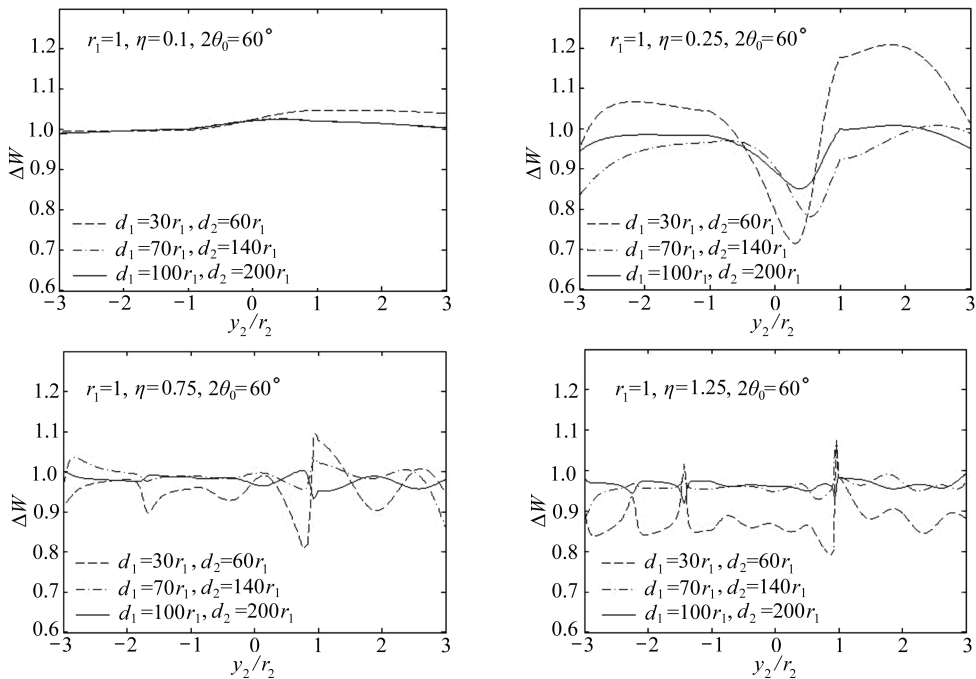 1.2
1.1
1.0
0.9
0.8
0.7
0.6
ΔW
r₁=1, η=0.1, 2θ₀=60°
d₁=30r₁, d₂=60r₁
d₁=70r₁, d₂=140r₁
d₁=100r₁, d₂=200r₁
−3 −2 −1 0 1 2 3
y₂/r₂
1.2
1.1
1.0
0.9
0.8
0.7
0.6
ΔW
r₁=1, η=0.25, 2θ₀=60°
d₁=30r₁, d₂=60r₁
d₁=70r₁, d₂=140r₁
d₁=100r₁, d₂=200r₁
−3 −2 −1 0 1 2 3
y₂/r₂
1.2
1.1
1.0
0.9
0.8
0.7
0.6
ΔW
r₁=1, η=0.75, 2θ₀=60°
d₁=30r₁, d₂=60r₁
d₁=70r₁, d₂=140r₁
d₁=100r₁, d₂=200r₁
−3 −2 −1 0 1 2 3
y₂/r₂
1.2
1.1
1.0
0.9
0.8
0.7
0.6
ΔW
r₁=1, η=1.25, 2θ₀=60°
d₁=30r₁, d₂=60r₁
d₁=70r₁, d₂=140r₁
d₁=100r₁, d₂=200r₁
−3 −2 −1 0 1 2 3
y₂/r₂